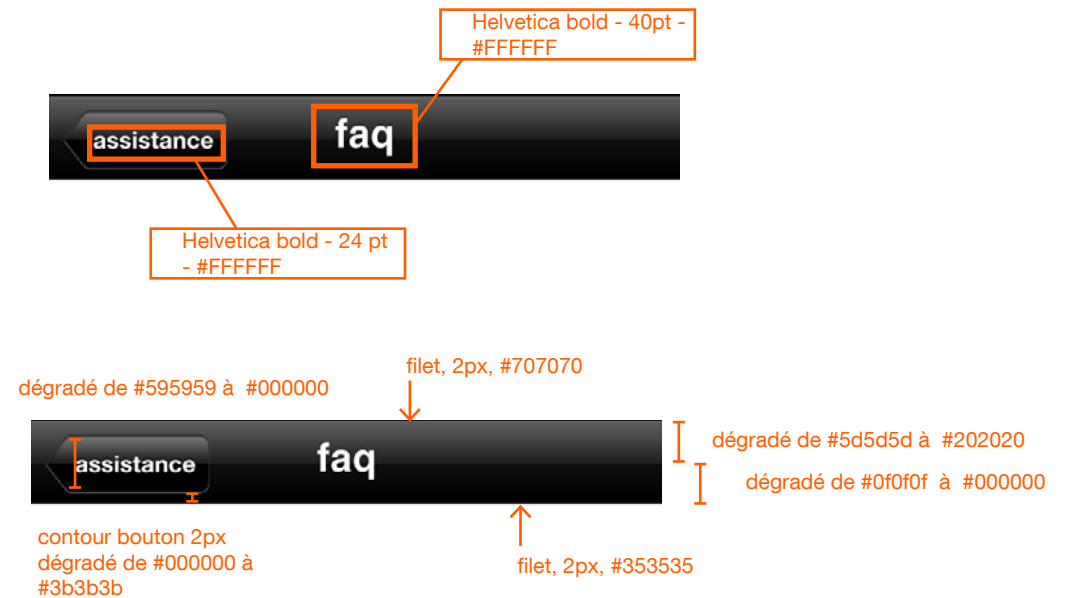 Helvetica bold - 40pt -
#FFFFFF
assistance
faq
Helvetica bold - 24 pt
- #FFFFFF
filet, 2px, #707070
dégradé de #595959 à #000000
assistance
faq
dégradé de #5d5d5d à #202020
dégradé de #0f0f0f à #000000
contour bouton 2px
dégradé de #000000 à
#3b3b3b
filet, 2px, #353535